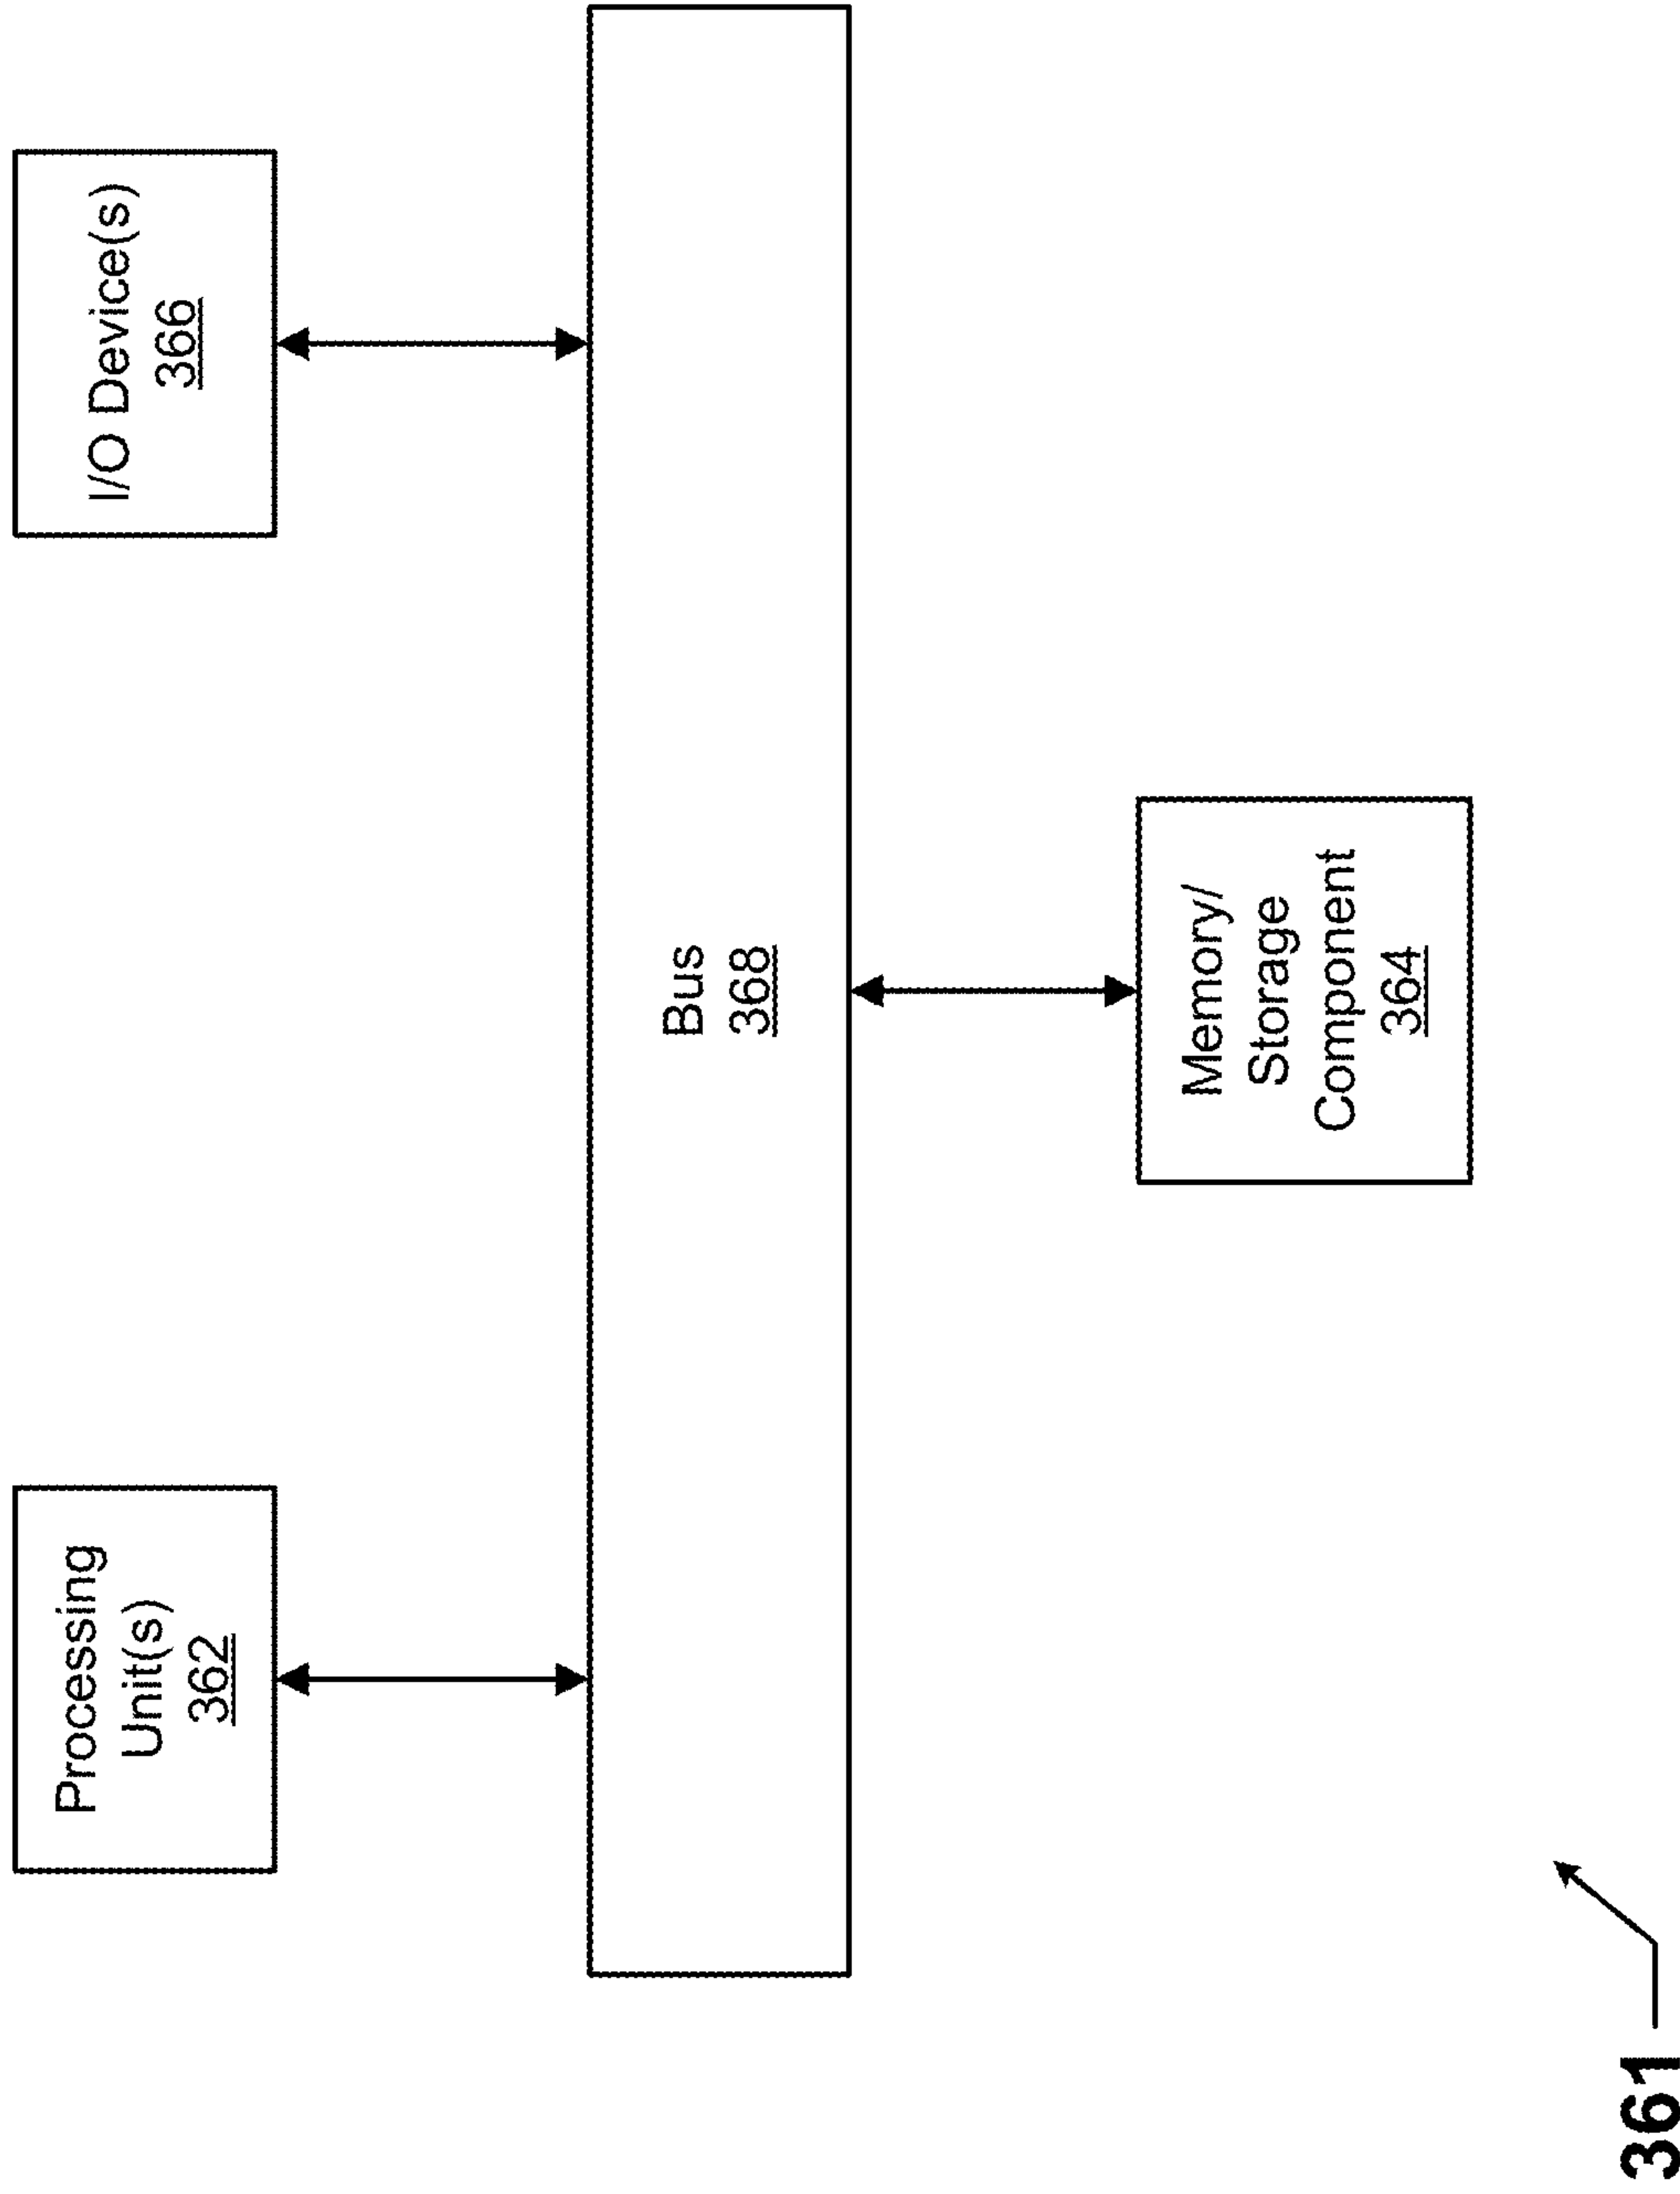 Processing
Unit(s)
362
I/O Device(s)
366
Bus
368
Memory/
Storage
Component
364
361